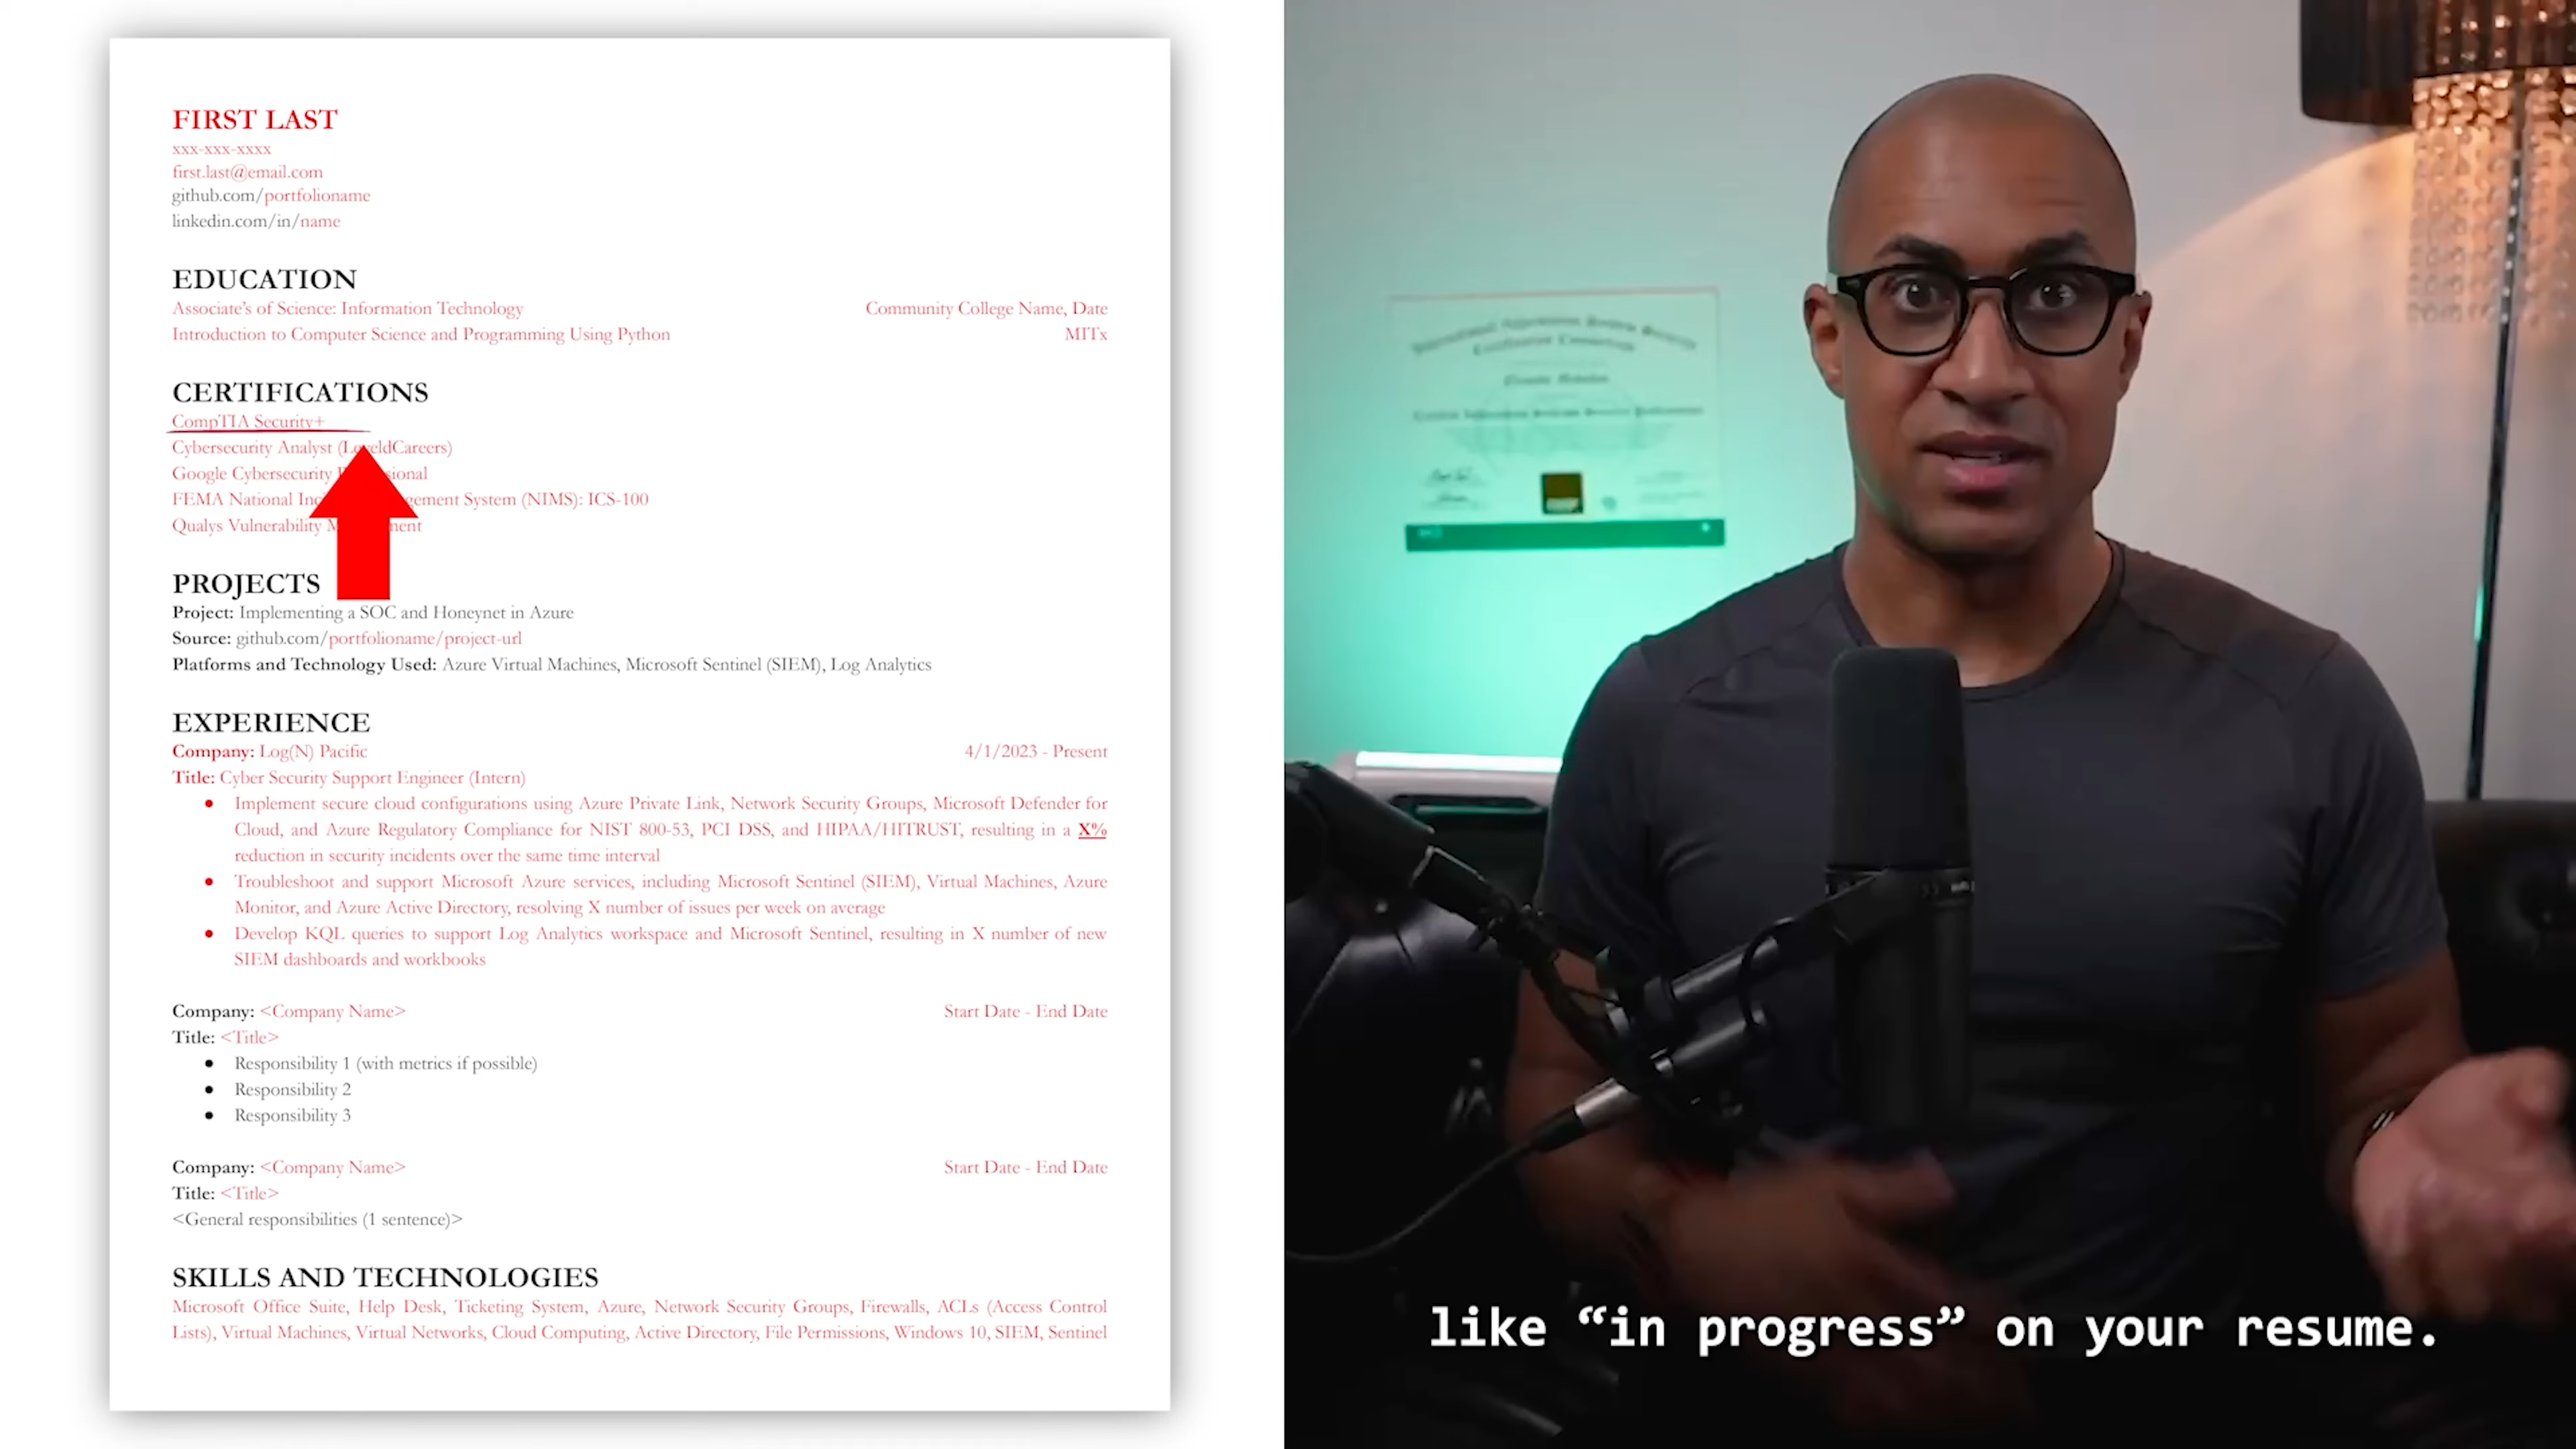 FIRST LAST
xxx-xxx-xxxx
first.last@email.com
github.com/portfolioname
linkedin.com/in/name
EDUCATION
Associate's of Science: Information Technology Community College Name, Date
Introduction to Computer Science and Programming Using Python MITx
CERTIFICATIONS
CompTIA Security+
Cybersecurity Analyst (LeveldCareers)
Google Cybersecurity
FEMA National System (NIMS): ICS-100
Qualys Vulnerability
PROJECTS
Project: Implementing a SOC and Honeynet in Azure
Source: github.com/portfolioname/project-url
Platforms and Technology Used: Azure Virtual Machines, Microsoft Sentinel (SIEM), Log Analytics
EXPERIENCE
Company: Log(N) Pacific 4/1/2023 - Present
Title: Cyber Security Support Engineer (Intern)
● Implement secure cloud configurations using Azure Private Link, Network Security Groups, Microsoft Defender for
Cloud, and Azure Regulatory Compliance for NIST 800-53, PCI DSS, and HIPAA/HITRUST, resulting in a X%
reduction in security incidents over the same time interval
● Troubleshoot and support Microsoft Azure services, including Microsoft Sentinel (SIEM), Virtual Machines, Azure
Monitor, and Azure Active Directory, resolving X number of issues per week on average
● Develop KQL queries to support Log Analytics workspace and Microsoft Sentinel, resulting in X number of new
SIEM dashboards and workbooks
Company: <Company Name> Start Date - End Date
Title: <Title>
● Responsibility 1 (with metrics if possible)
● Responsibility 2
● Responsibility 3
Company: <Company Name> Start Date - End Date
Title: <Title>
<General responsibilities (1 sentence)>
SKILLS AND TECHNOLOGIES
Microsoft Office Suite, Help Desk, Ticketing System, Azure, Network Security Groups, Firewalls, ACLs (Access Control
Lists), Virtual Machines, Virtual Networks, Cloud Computing, Active Directory, File Permissions, Windows 10, SIEM, Sentinel
like “in progress” on your resume.